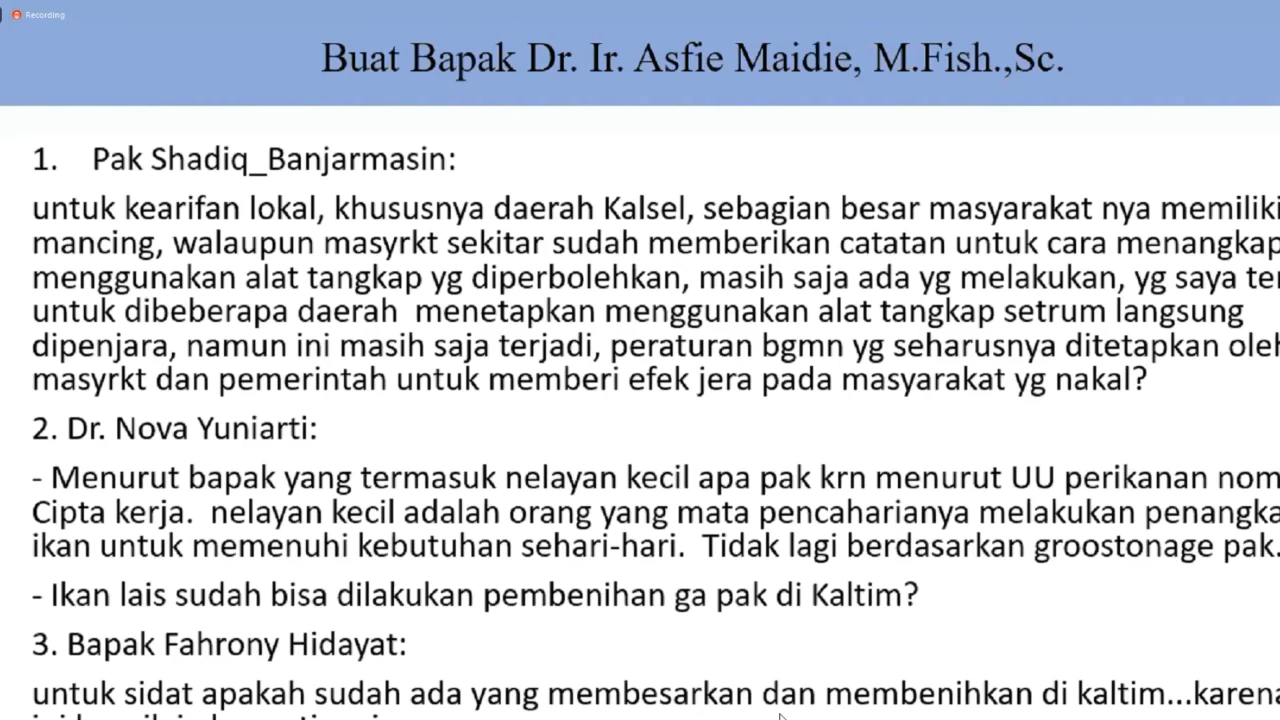 Recording
Buat Bapak Dr. Ir. Asfie Maidie, M.Fish.,Sc.
1. Pak Shadiq_Banjarmasin:
untuk kearifan lokal, khususnya daerah Kalsel, sebagian besar masyarakat nya memiliki
mancing, walaupun masyrkt sekitar sudah memberikan catatan untuk cara menangkap
menggunakan alat tangkap yg diperbolehkan, masih saja ada yg melakukan, yg saya
untuk dibeberapa daerah menetapkan menggunakan alat tangkap setrum langsung
dipenjara, namun ini masih saja terjadi, peraturan bgmn yg seharusnya ditetapkan oleh
masyrkt dan pemerintah untuk memberi efek jera pada masyarakat yg nakal?
2. Dr. Nova Yuniarti:
- Menurut bapak yang termasuk nelayan kecil apa pak krn menurut UU perikanan
Cipta kerja. nelayan kecil adalah orang yang mata pencaharianya melakukan
ikan untuk memenuhi kebutuhan sehari-hari. Tidak lagi berdasarkan groostonage pak.
- Ikan lais sudah bisa dilakukan pembenihan ga pak di Kaltim?
3. Bapak Fahrony Hidayat:
untuk sidat apakah sudah ada yang membesarkan dan membenihkan di kaltim...karena